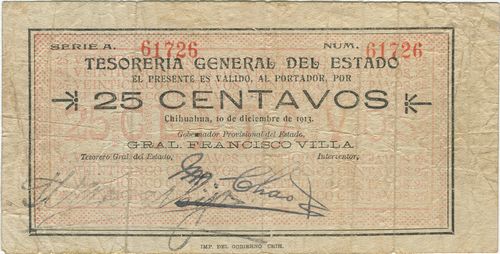 SERIE A. 61726 NUM. 61726
TESORERIA GENERAL DEL ESTADO
EL PRESENTE ES VALIDO, AL PORTADOR, POR
25 CENTAVOS
Chihuahua, 10 de diciembre de 1913.
Gobernador Provisional del Estado,
GRAL. FRANCISCO VILLA
Tesorero Gral. del Estado, Interventor,
M. Chao
IMP. DEL GOBIERNO CHIH.